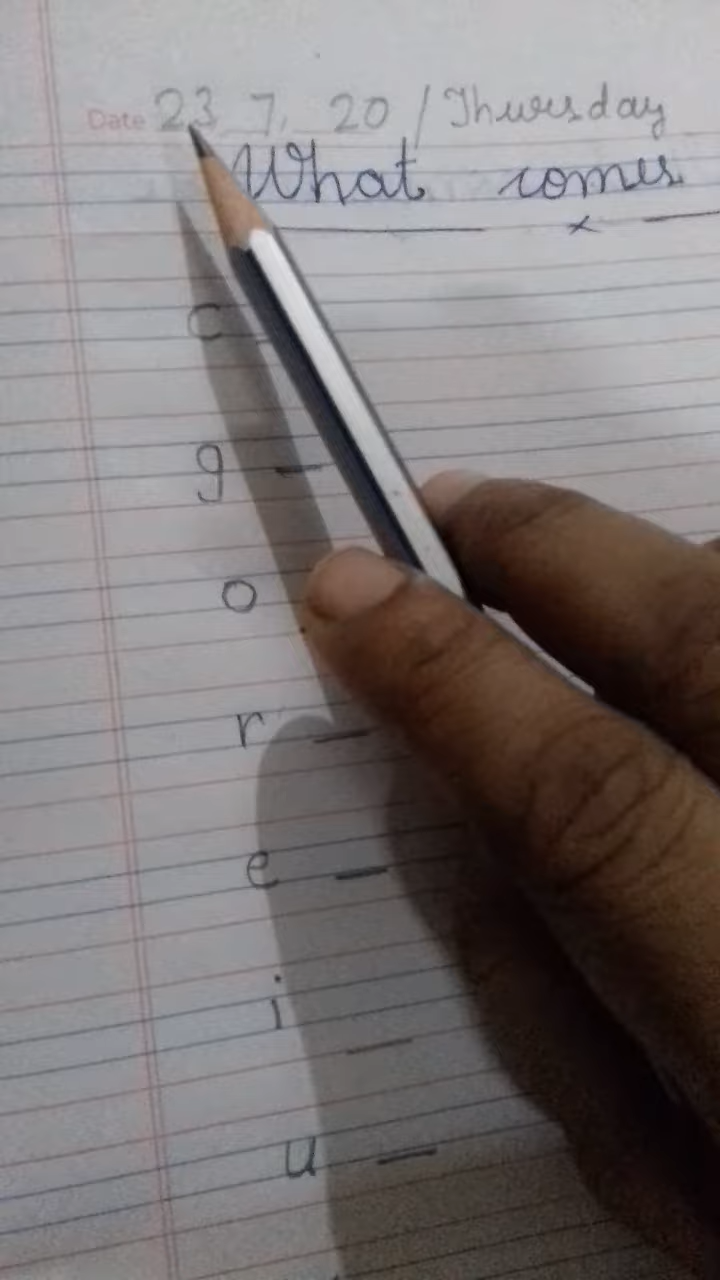 Date 23 7. 20 / Thursday
What comes
c
g —
o
r —
e —
i —
u —